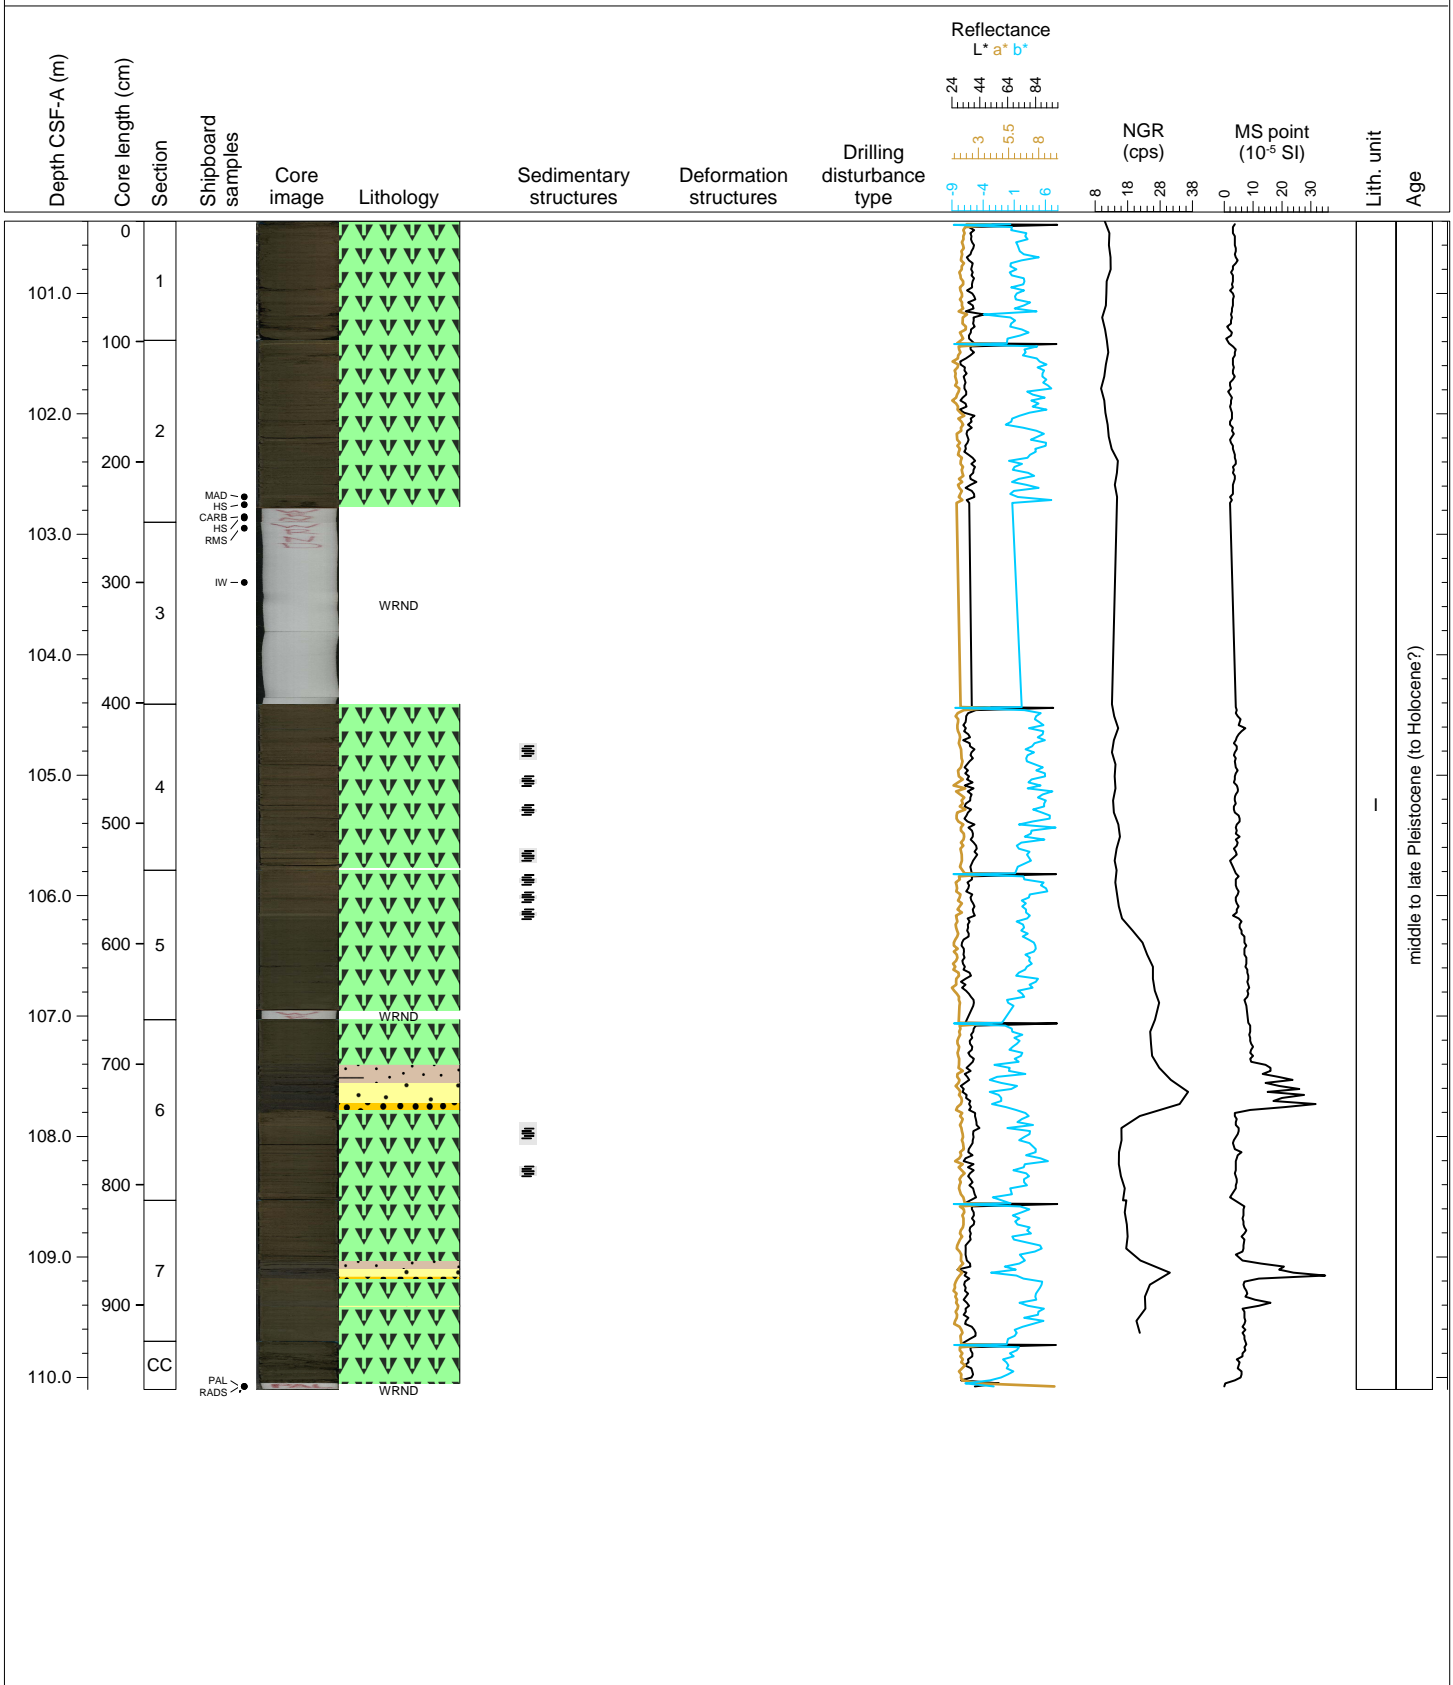 Depth CSF-A (m)
Core length (cm)
Section
Shipboard
samples
Core
image
Lithology
Sedimentary
structures
Deformation
structures
Drilling
disturbance
type
Reflectance
L* a* b*
24 44 64 84
3 5.5 8
-9 -4 1 6
NGR
(cps)
8 18 28 38
MS point
(10-5 SI)
0 10 20 30
Lith. unit
Age
0
1
101.0
100
102.0
2
200
MAD
HS
CARB
HS
RMS
103.0
300
IW
WRND
3
104.0
400
105.0
4
500
I
106.0
600
5
107.0
WRND
700
6
108.0
800
109.0
7
900
CC
110.0
PAL
RADS
WRND
middle to late Pleistocene (to Holocene?)